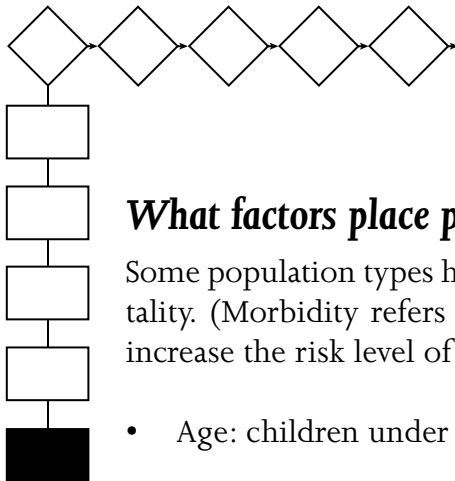 What factors place p
Some population types h
tality. (Morbidity refers
increase the risk level of
• Age: children under